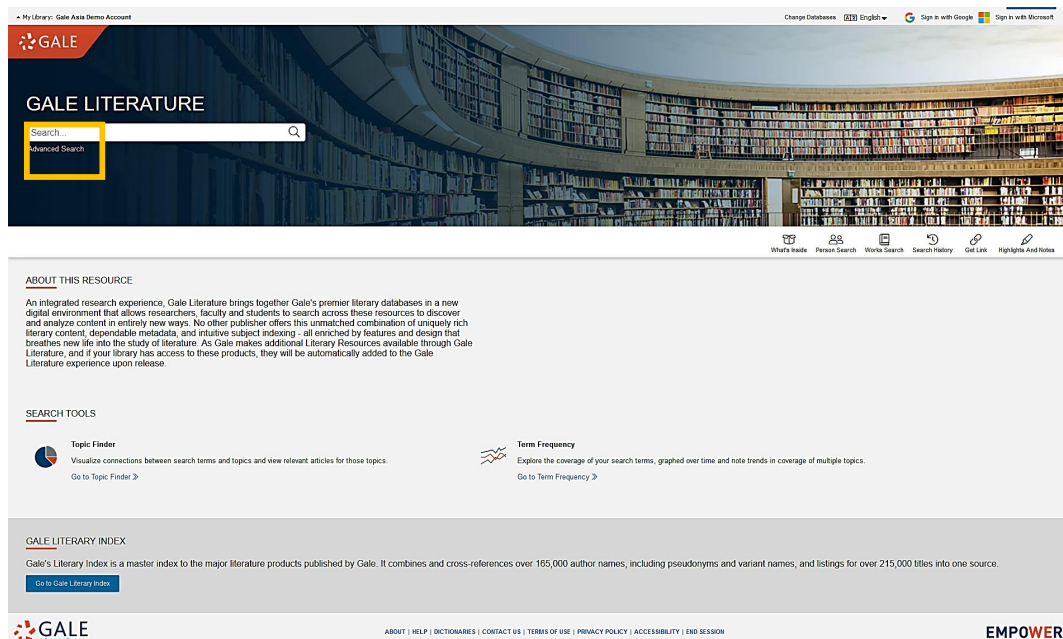 My Library: Gale Asia Demo Account
Change Databases English Sign in with Google Sign in with Microsoft
GALE
GALE LITERATURE
Search...
Advanced Search
What's Inside Person Search Works Search Search History Get Link Highlights And Notes
ABOUT THIS RESOURCE
An integrated research experience, Gale Literature brings together Gale's premier literary databases in a new
digital environment that allows researchers, faculty and students to search across these resources to discover
and analyze content in entirely new ways. No other publisher offers this unmatched combination of uniquely rich
literary content, dependable metadata, and intuitive subject indexing - all enriched by features and design that
breathes new life into the study of literature. As Gale makes additional Literary Resources available through Gale
Literature, and if your library has access to these products, they will be automatically added to the Gale
Literature experience upon release.
SEARCH TOOLS
Topic Finder
Visualize connections between search terms and topics and view relevant articles for those topics.
Go to Topic Finder »
Term Frequency
Explore the coverage of your search terms, graphed over time and note trends in coverage of multiple topics.
Go to Term Frequency »
GALE LITERARY INDEX
Gale's Literary Index is a master index to the major literature products published by Gale. It combines and cross-references over 165,000 author names, including pseudonyms and variant names, and listings for over 215,000 titles into one source.
Go to Gale Literary Index
GALE
ABOUT | HELP | DICTIONARIES | CONTACT US | TERMS OF USE | PRIVACY POLICY | ACCESSIBILITY | END SESSION
EMPOWER